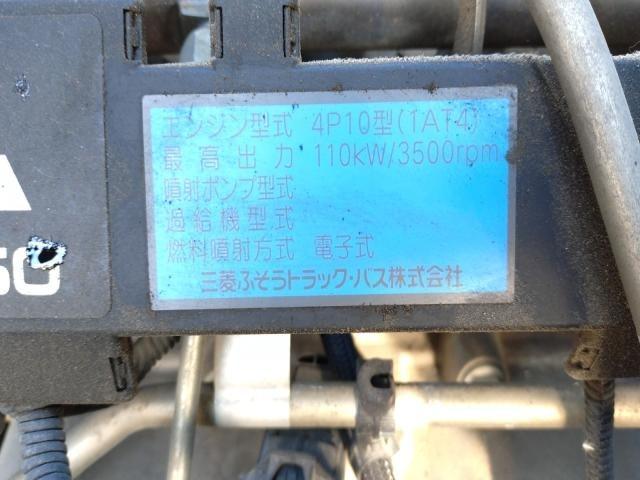 エンジン型式 4P10型(1AT4)
最高出力 110kW/3500rpm
噴射ポンプ型式
過給機型式
燃料噴射方式 電子式
三菱ふそうトラック・バス株式会社
A
50